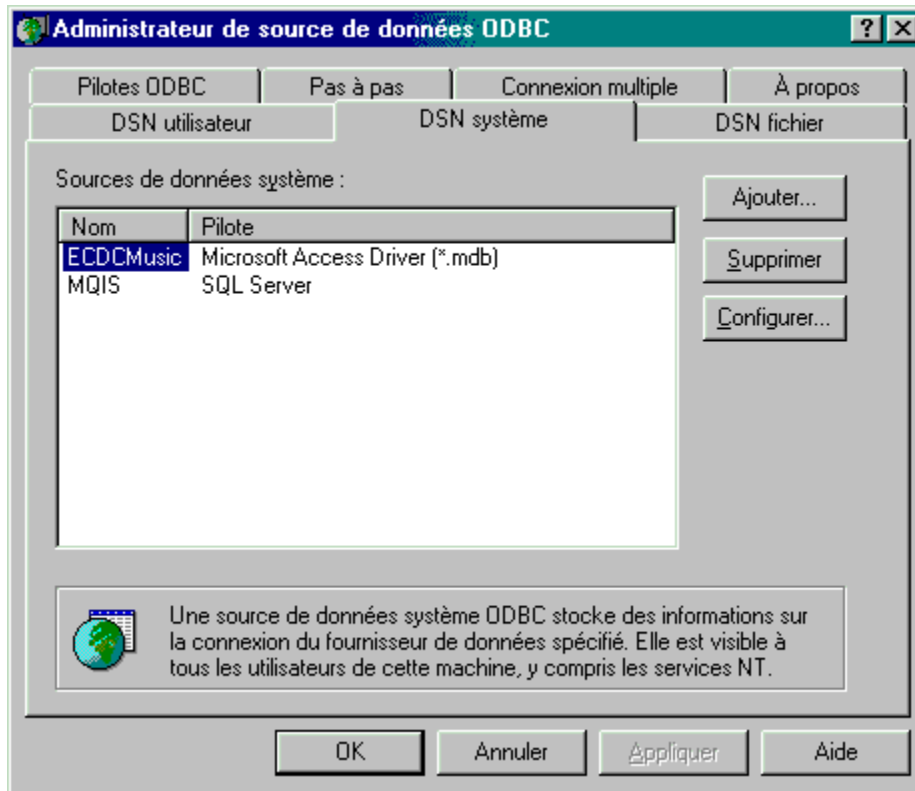 Administrateur de source de données ODBC
Pilotes ODBC Pas à pas Connexion multiple À propos
DSN utilisateur DSN système DSN fichier
Sources de données système :
Ajouter...
Nom Pilote
ECDCMusic Microsoft Access Driver (*.mdb)
Supprimer
MQIS SQL Server
Configurer...
Une source de données système ODBC stocke des informations sur
la connexion du fournisseur de données spécifié. Elle est visible à
tous les utilisateurs de cette machine, y compris les services NT.
OK Annuler Appliquer Aide